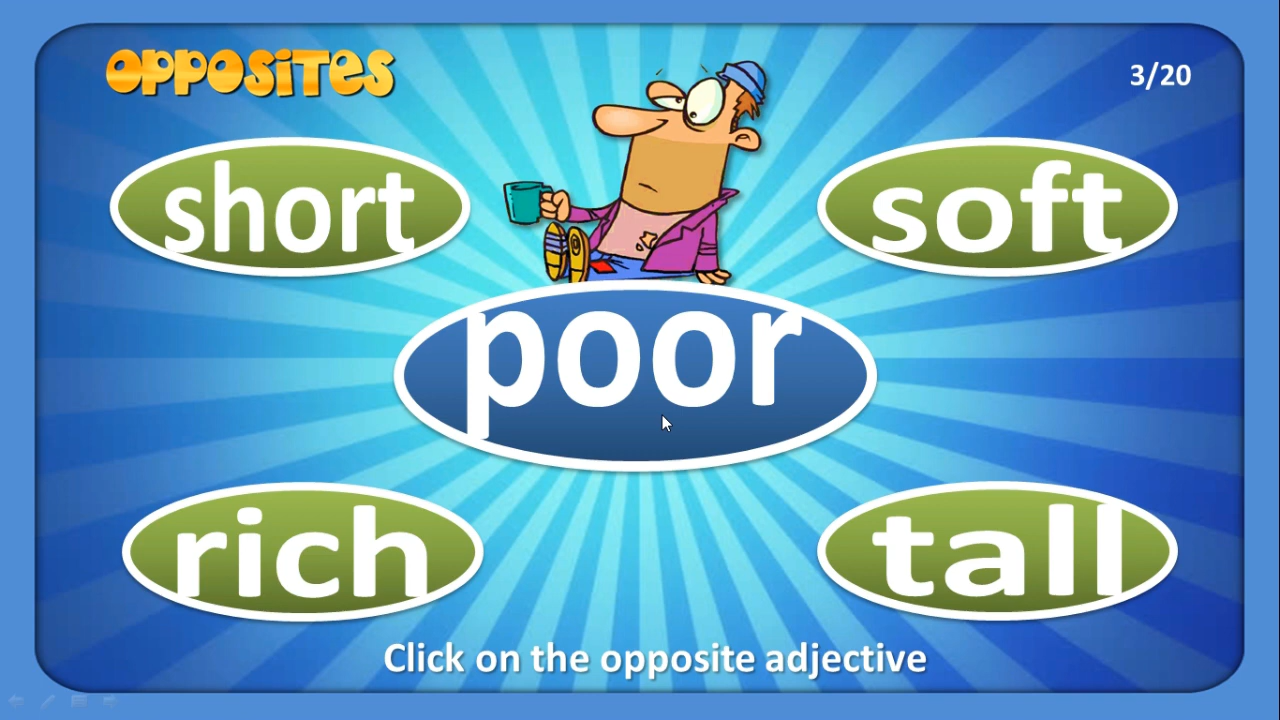 OPPOSITES
3/20
short
soft
poor
rich
tall
Click on the opposite adjective